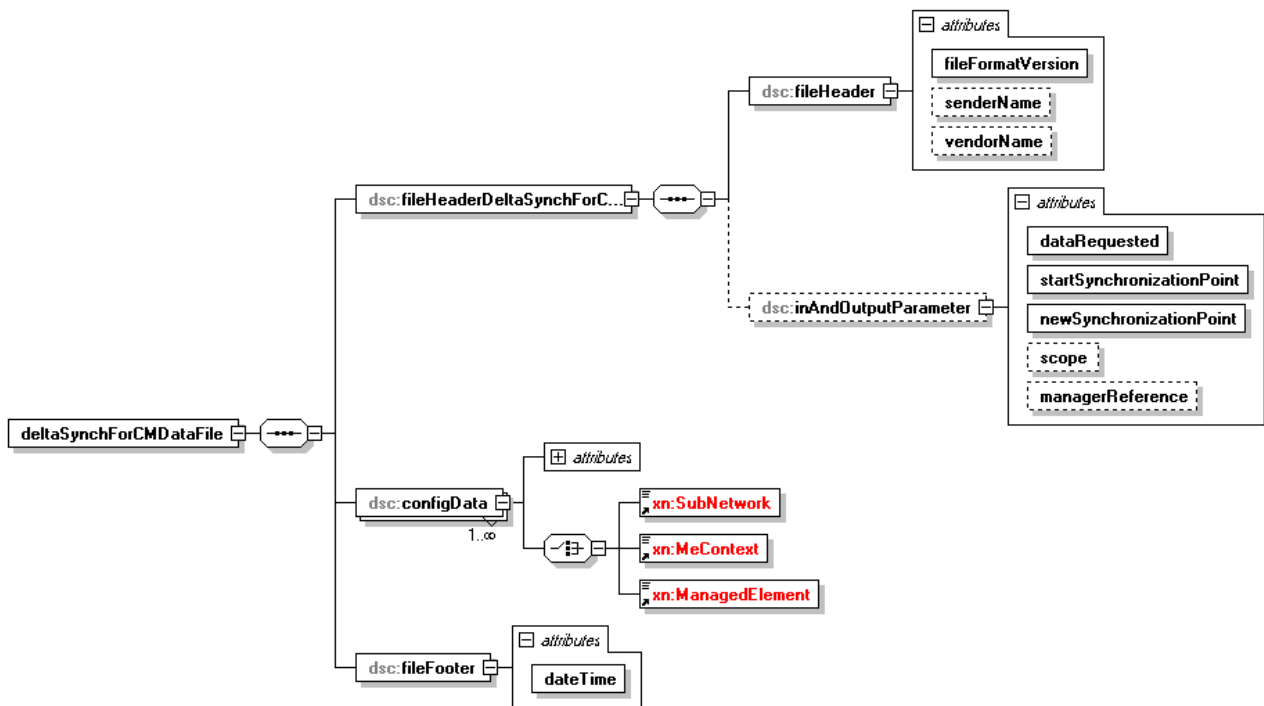 attributes
fileFormatVersion
dsc:fileHeader
senderName
vendorName
dsc:fileHeaderDeltaSynchForC...
attributes
dataRequested
startSynchronizationPoint
dsc:inAndOutputParameter
newSynchronizationPoint
scope
managerReference
deltaSynchForCMDataFile
attributes
dsc:configData
1..∞
xn:SubNetwork
xn:MeContext
xn:ManagedElement
attributes
dsc:fileFooter
dateTime